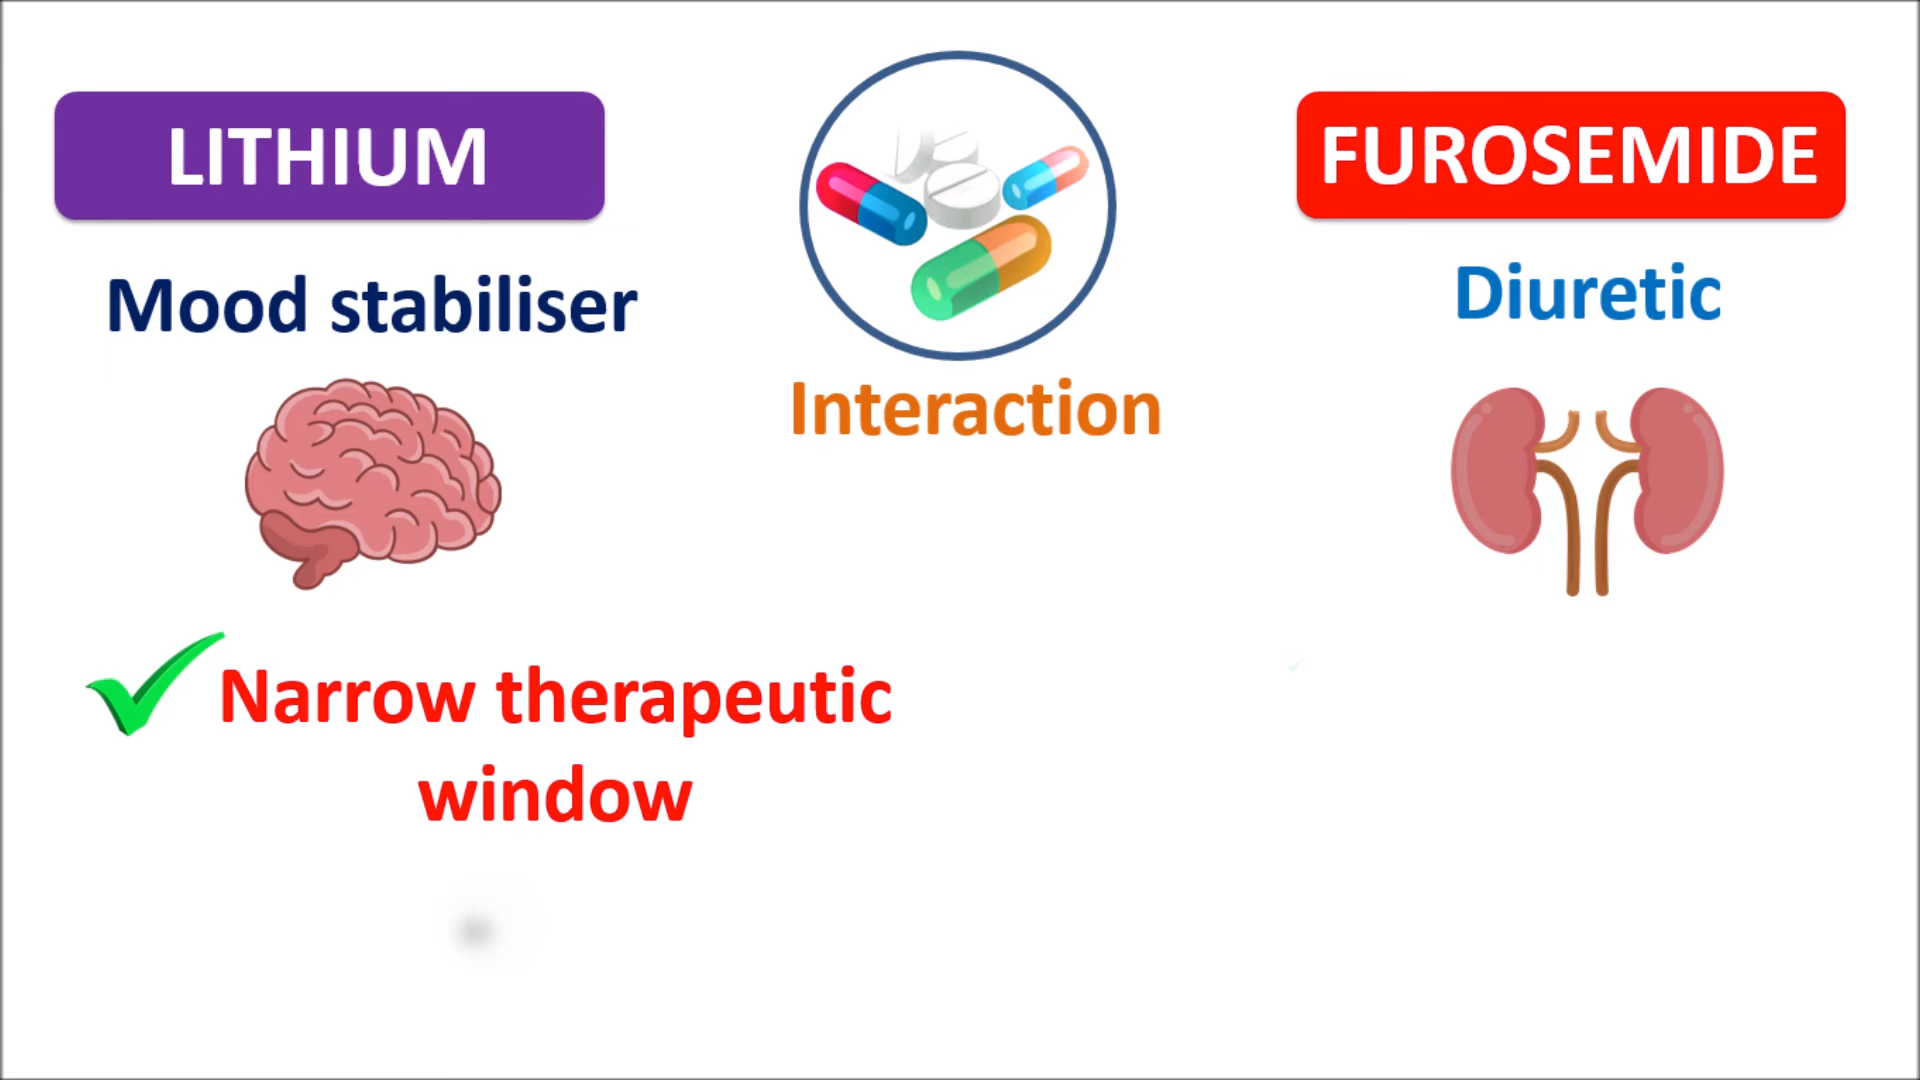 LITHIUM
Mood stabiliser
Interaction
FUROSEMIDE
Diuretic
Narrow therapeutic
window